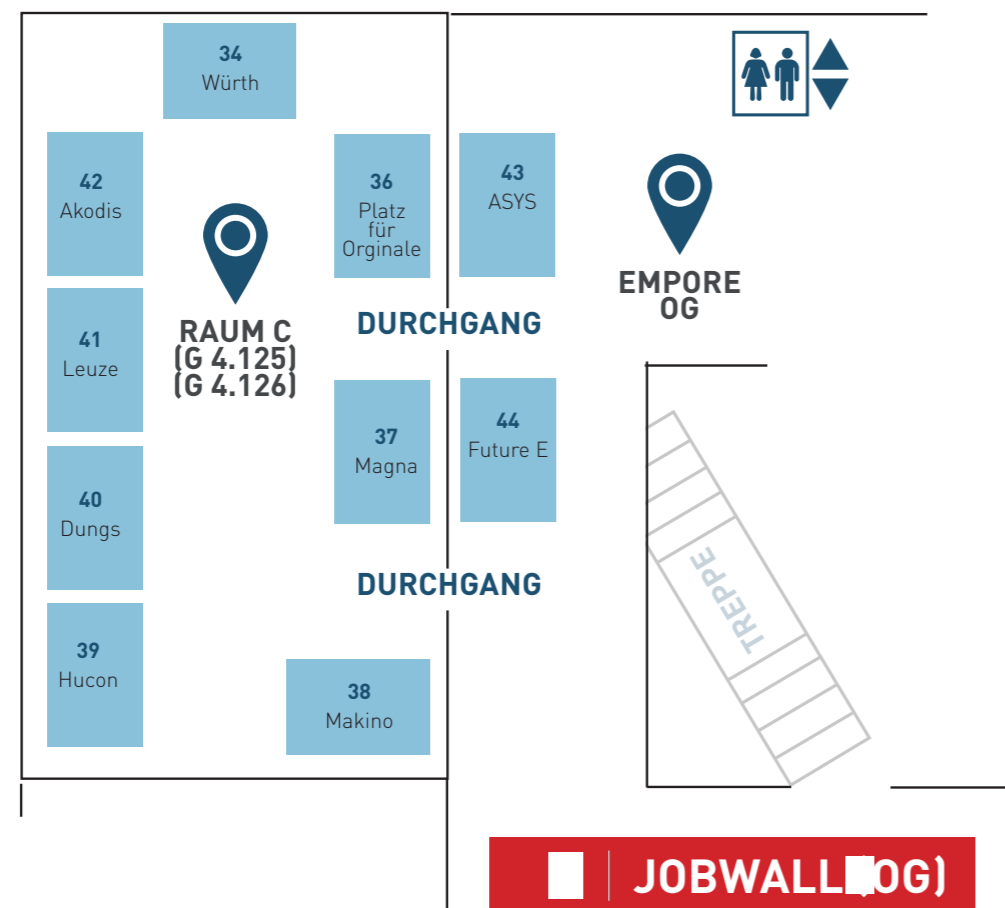 34
Würth
42
Akodis
36
Platz
für
Orginale
43
ASYS
EMPORE
OG
RAUM C
(G 4.125)
(G 4.126)
DURCHGANG
41
Leuze
37
Magna
44
Future E
40
Dungs
DURCHGANG
TREPPE
39
Hucon
38
Makino
JOBWALL OG)